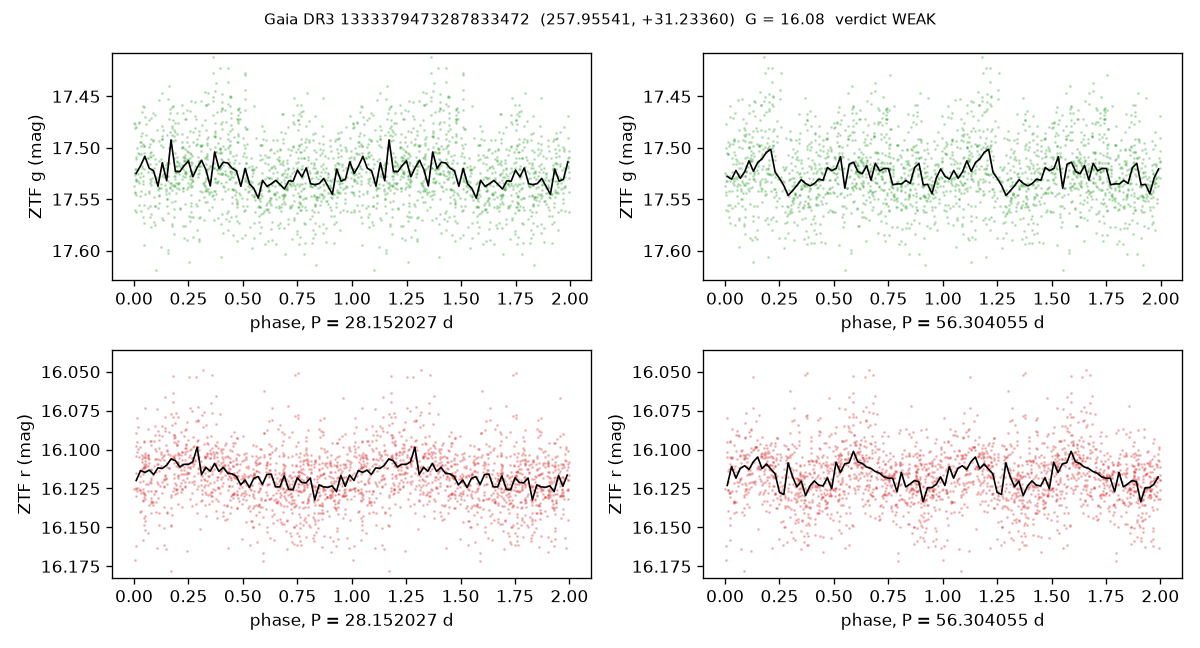 Gaia DR3 1333379473287833472  (257.95541, +31.23360)  G = 16.08  verdict WEAK
ZTF g (mag)
17.45
17.50
17.55
17.60
0.00 0.25 0.50 0.75 1.00 1.25 1.50 1.75 2.00
phase, P = 28.152027 d
ZTF g (mag)
17.45
17.50
17.55
17.60
0.00 0.25 0.50 0.75 1.00 1.25 1.50 1.75 2.00
phase, P = 56.304055 d
ZTF r (mag)
16.050
16.075
16.100
16.125
16.150
16.175
0.00 0.25 0.50 0.75 1.00 1.25 1.50 1.75 2.00
phase, P = 28.152027 d
ZTF r (mag)
16.050
16.075
16.100
16.125
16.150
16.175
0.00 0.25 0.50 0.75 1.00 1.25 1.50 1.75 2.00
phase, P = 56.304055 d